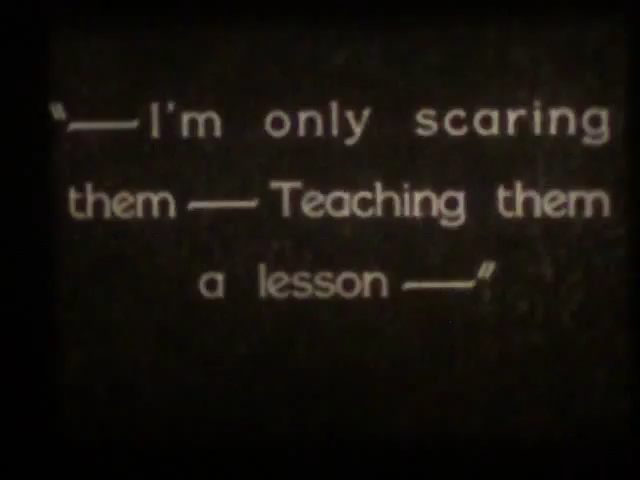 "—I'm only scaring
them — Teaching them
a lesson —"